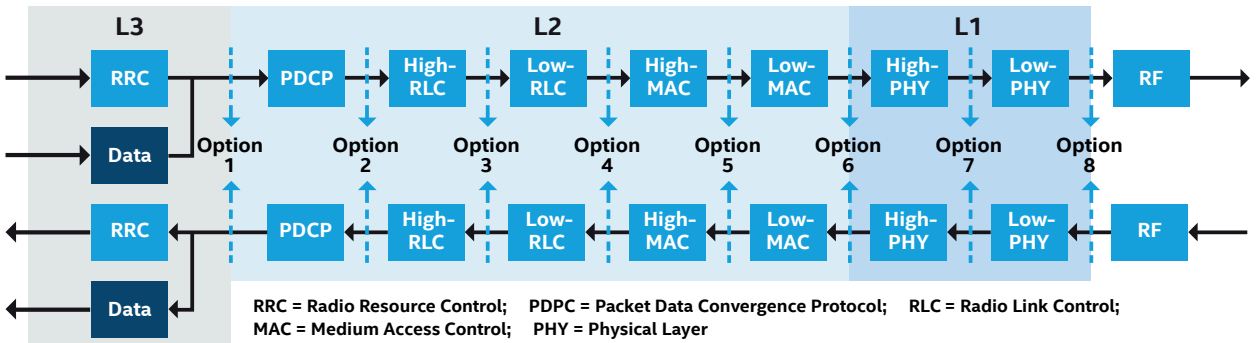 L3 L2 L1
RRC PDCP High-RLC Low-RLC High-MAC Low-MAC High-PHY Low-PHY RF
Data
Option 1 Option 2 Option 3 Option 4 Option 5 Option 6 Option 7 Option 8
RRC PDCP High-RLC Low-RLC High-MAC Low-MAC High-PHY Low-PHY RF
Data
RRC = Radio Resource Control; PDPC = Packet Data Convergence Protocol; RLC = Radio Link Control;
MAC = Medium Access Control; PHY = Physical Layer